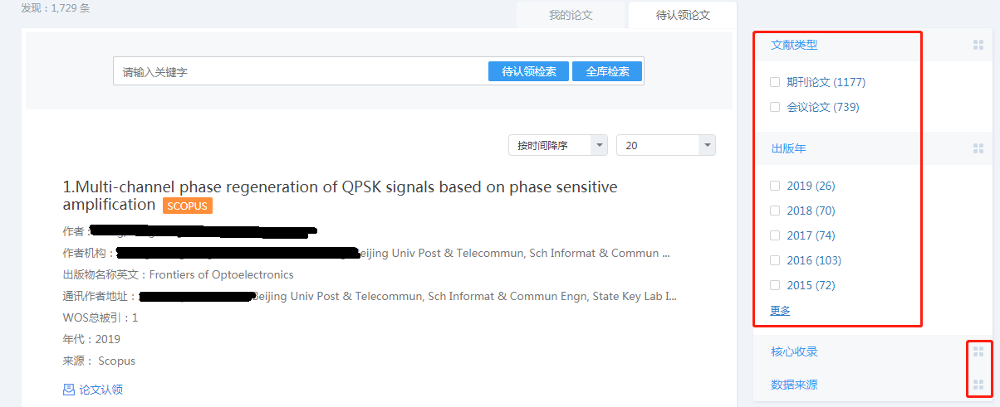 发现：1,729 条
我的论文
待认领论文
请输入关键字
待认领检索
全库检索
按时间降序
20
1.Multi-channel phase regeneration of QPSK signals based on phase sensitive
amplification SCOPUS
作者：
作者机构： eijing Univ Post & Telecommun, Sch Informat & Commun ...
出版物名称英文：Frontiers of Optoelectronics
通讯作者地址： Beijing Univ Post & Telecommun, Sch Informat & Commun Engn, State Key Lab I...
WOS总被引：1
年代：2019
来源： Scopus
论文认领
文献类型
期刊论文 (1177)
会议论文 (739)
出版年
2019 (26)
2018 (70)
2017 (74)
2016 (103)
2015 (72)
更多
核心收录
数据来源